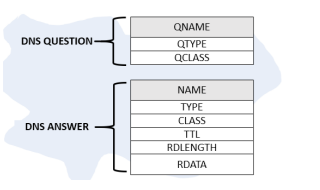 DNS QUESTION
QNAME
QTYPE
QCLASS
DNS ANSWER
NAME
TYPE
CLASS
TTL
RDLENGTH
RDATA